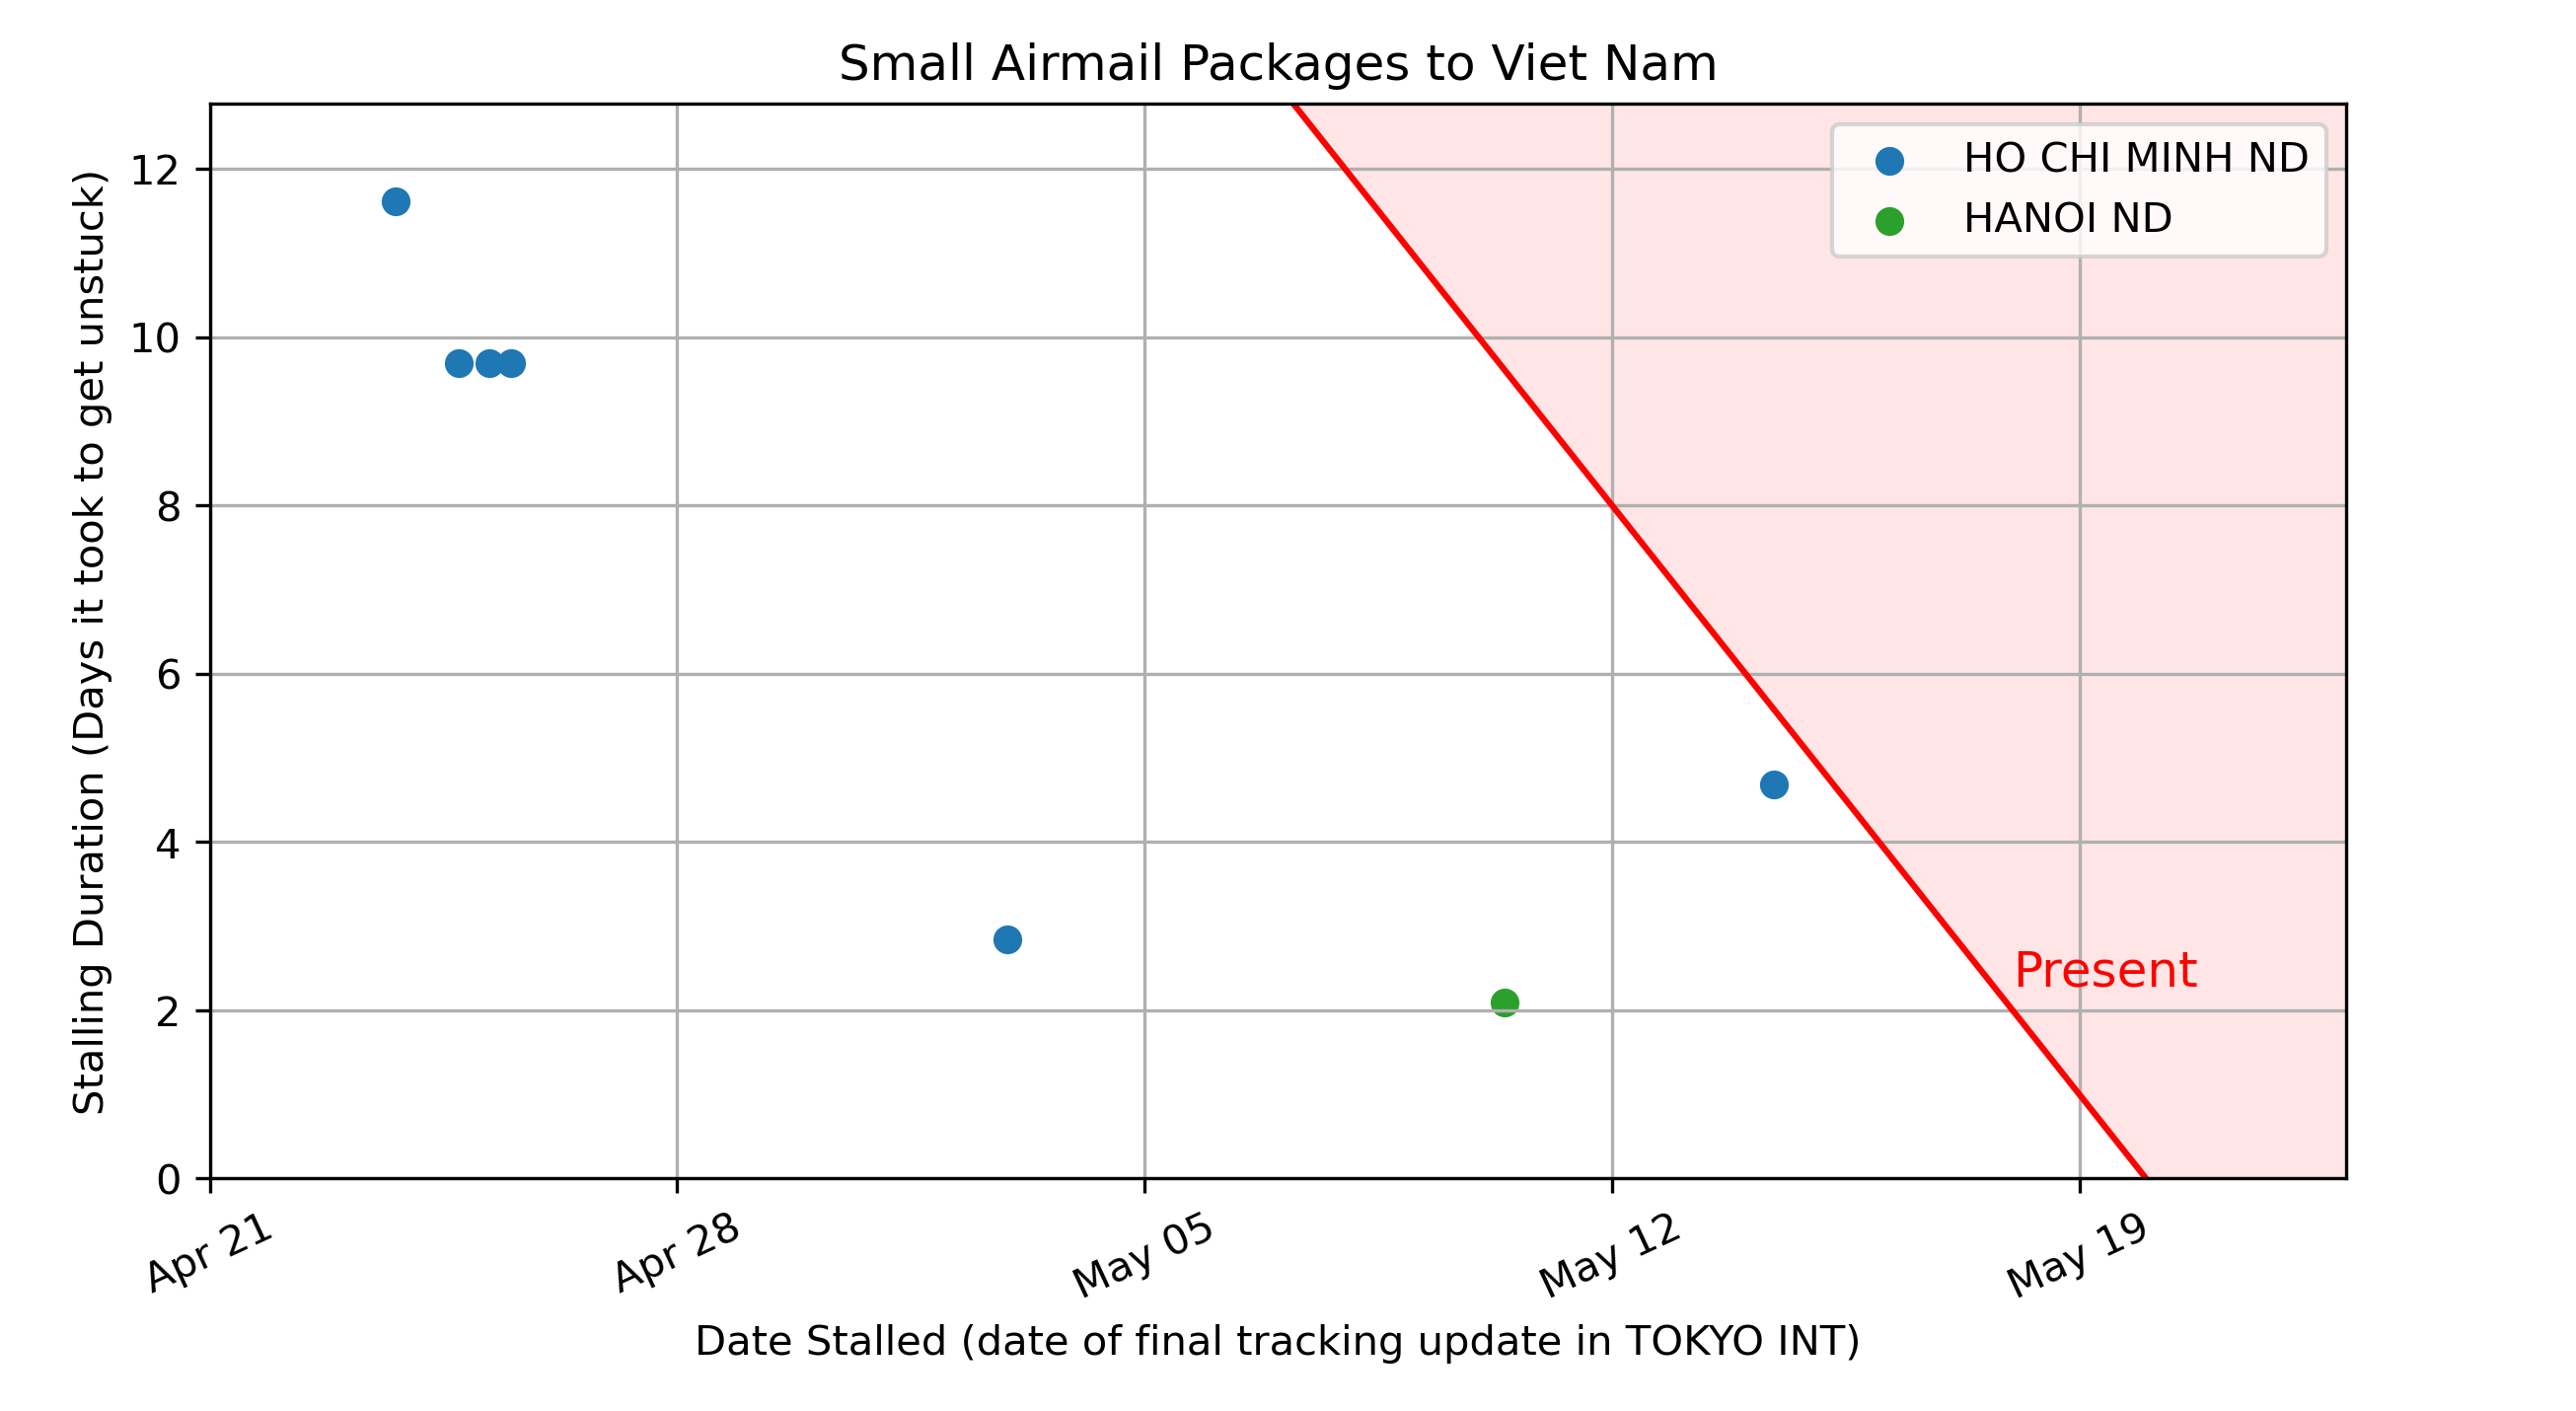 Small Airmail Packages to Viet Nam
Stalling Duration (Days it took to get unstuck)
12
10
8
6
4
2
0
HO CHI MINH ND
HANOI ND
Present
Apr 21
Apr 28
May 05
May 12
May 19
Date Stalled (date of final tracking update in TOKYO INT)